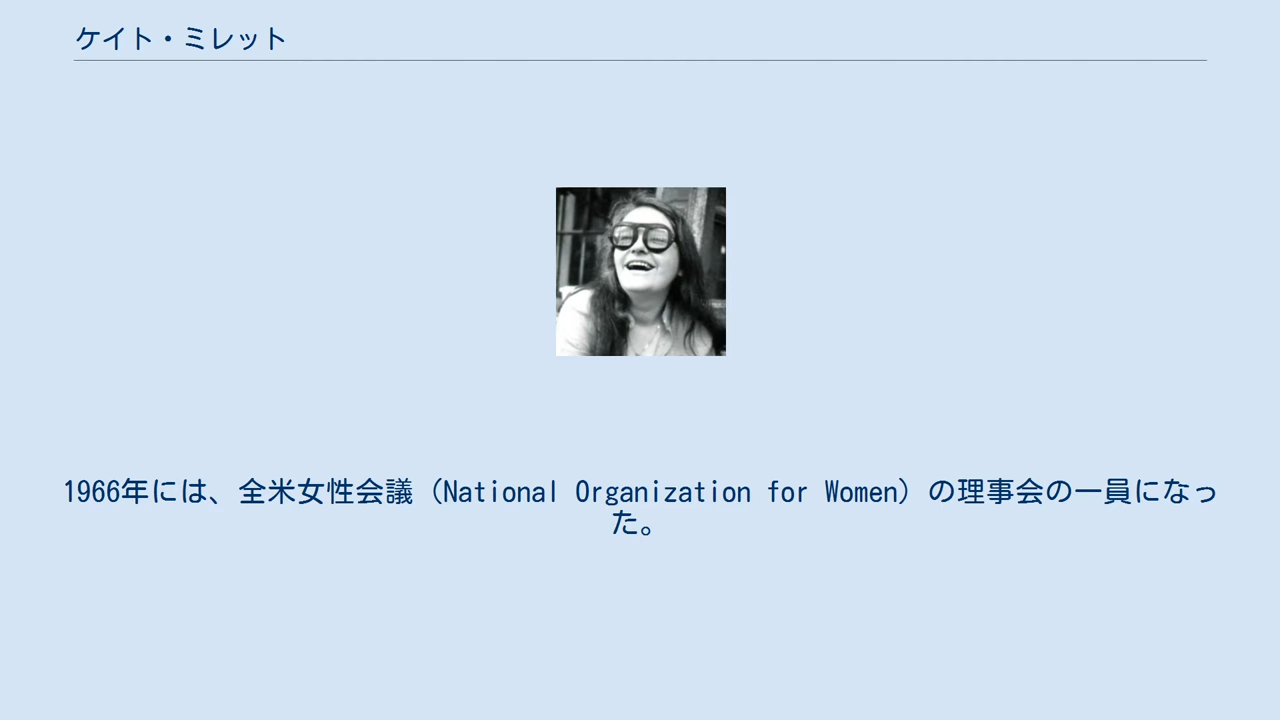 ケイト・ミレット
1966年には、全米女性会議（National Organization for Women）の理事会の一員になっ
た。